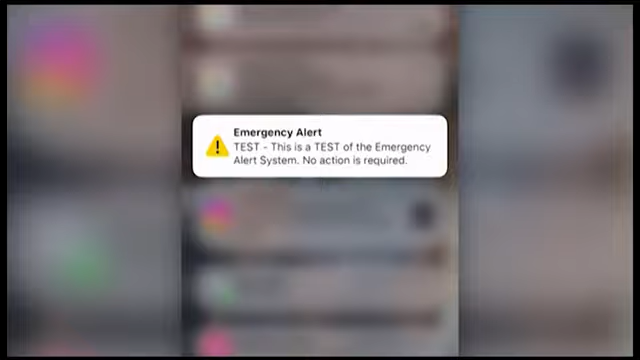 Emergency Alert
TEST - This is a TEST of the Emergency
Alert System. No action is required.